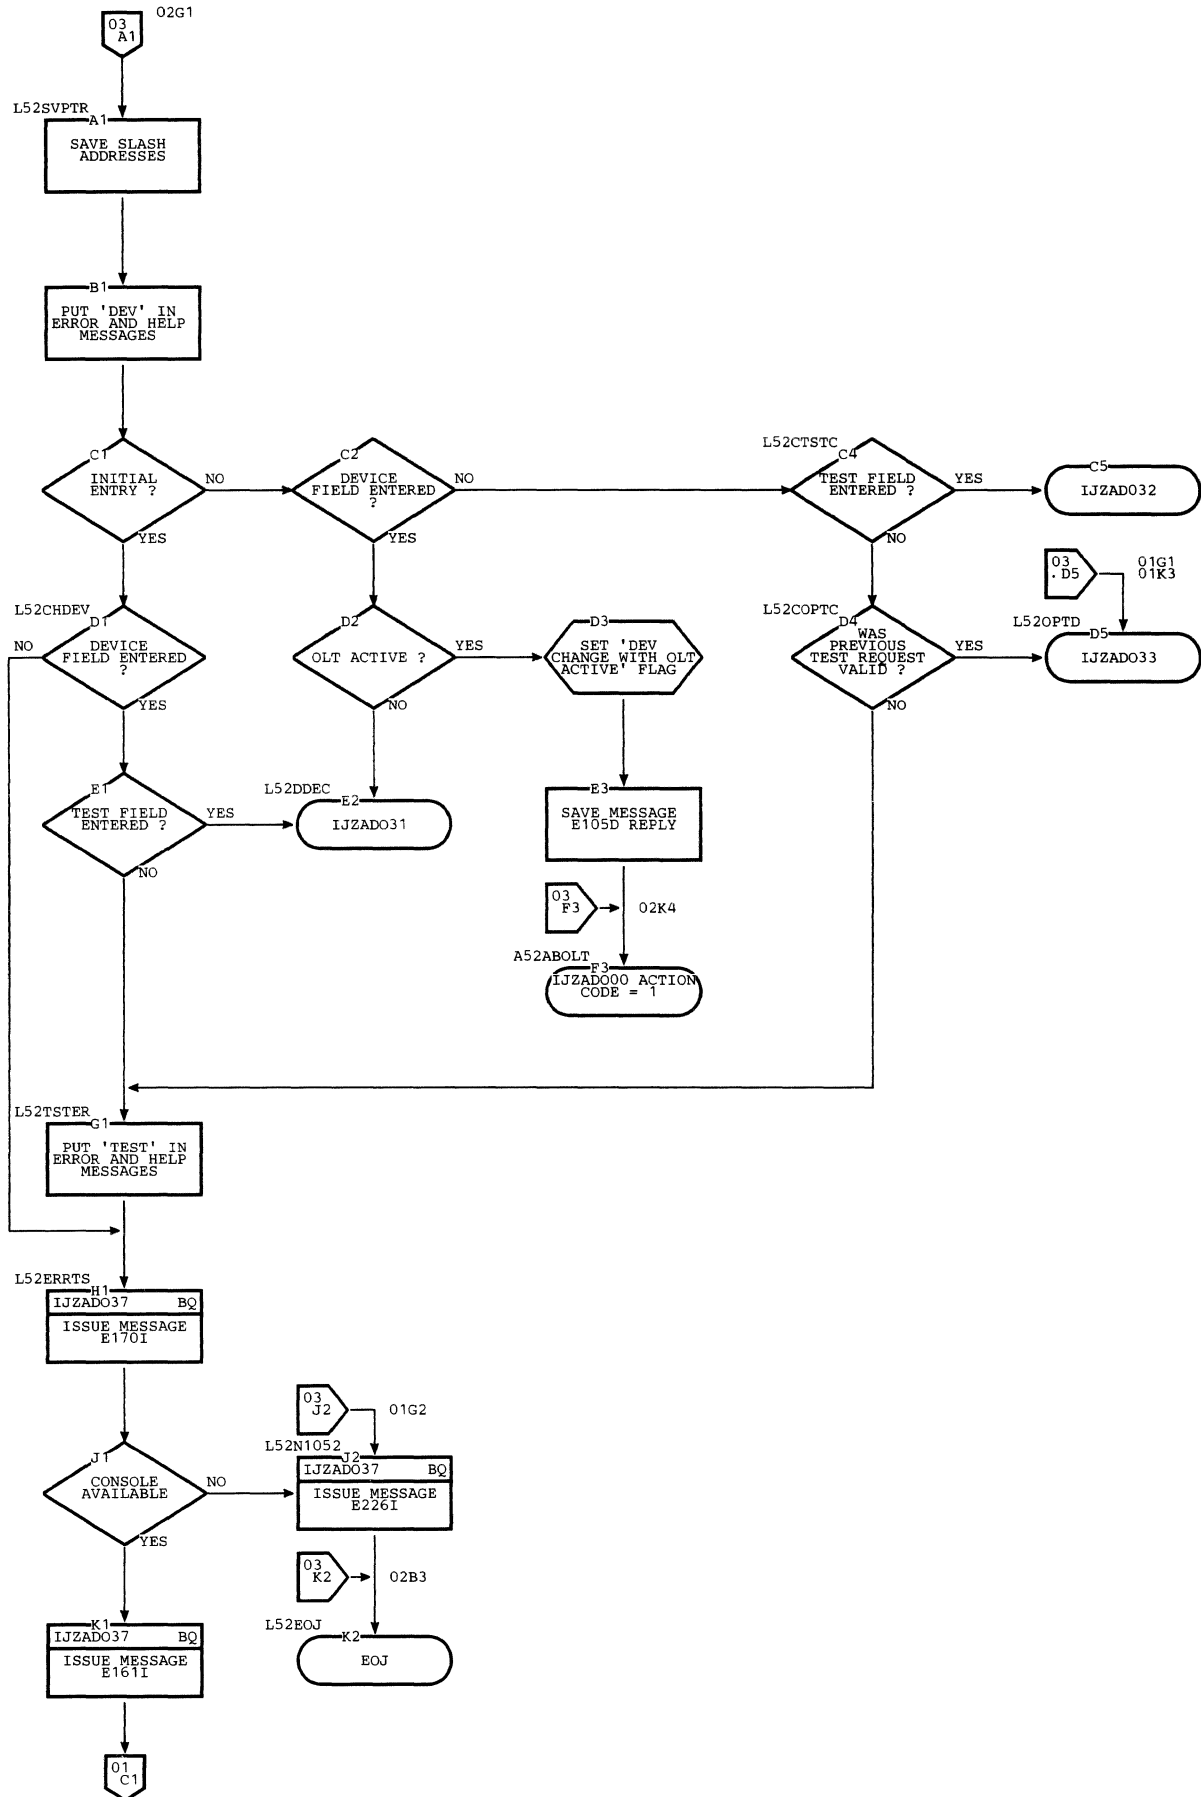 03
A1
02G1
L52SVPTR
A1
SAVE SLASH
ADDRESSES
B1
PUT 'DEV' IN
ERROR AND HELP
MESSAGES
C1
INITIAL
ENTRY ?
NO
YES
C2
DEVICE
FIELD ENTERED
?
NO
YES
L52CTSTC
C4
TEST FIELD
ENTERED ?
YES
NO
C5
IJZADO32
03
.D5
01G1
01K3
L52CHDEV
D1
DEVICE
FIELD ENTERED
?
NO
YES
D2
OLT ACTIVE ?
YES
NO
D3
SET 'DEV
CHANGE WITH OLT
ACTIVE' FLAG
L52COPTC
D4
WAS
PREVIOUS
TEST REQUEST
VALID ?
YES
NO
L52OPTD
D5
IJZADO33
E1
TEST FIELD
ENTERED ?
YES
NO
L52DDEC
E2
IJZADO31
E3
SAVE MESSAGE
E105D REPLY
03
F3
02K4
A52ABOLT
F3
IJZADO00 ACTION
CODE = 1
L52TSTER
G1
PUT 'TEST' IN
ERROR AND HELP
MESSAGES
L52ERRTS
H1
IJZADO37 BQ
ISSUE MESSAGE
E170I
03
J2
01G2
J1
CONSOLE
AVAILABLE
NO
YES
L52N1052
J2
IJZADO37 BQ
ISSUE MESSAGE
E226I
03
K2
02B3
K1
IJZADO37 BQ
ISSUE MESSAGE
E161I
L52EOJ
K2
EOJ
01
C1